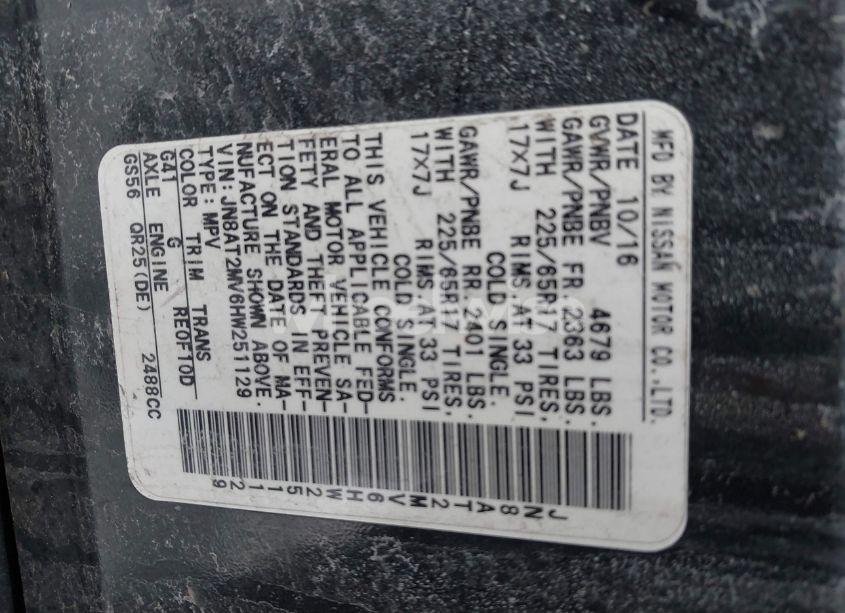 MFD BY NISSAN MOTOR CO.,LTD.
DATE 10/16
GVWR/PNBV 4679 LBS.
GAWR/PNBE FR 2363 LBS.
WITH 225/65R17 TIRES,
17X7J RIMS,AT 33 PSI
COLD SINGLE.
GAWR/PNBE RR 2401 LBS.
WITH 225/65R17 TIRES,
17X7J RIMS,AT 33 PSI
COLD SINGLE.
THIS VEHICLE CONFORMS
TO ALL APPLICABLE FED-
ERAL MOTOR VEHICLE SA-
FETY AND THEFT PREVEN-
TION STANDARDS IN EFF-
ECT ON THE DATE OF MA-
NUFACTURE SHOWN ABOVE.
VIN:JN8AT2MV6HW251129
TYPE:MPV
COLOR TRIM TRANS
G41 G RE0F10D
AXLE ENGINE
GS56 QR25(DE) 2488CC
JN8AT2MV6HW251129